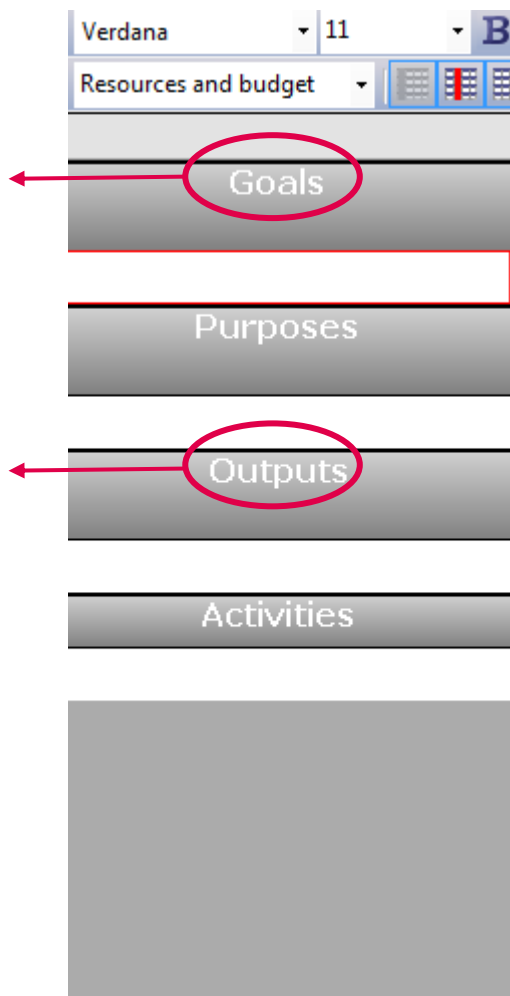 Verdana 11 B
Resources and budget
Goals
Purposes
Outputs
Activities